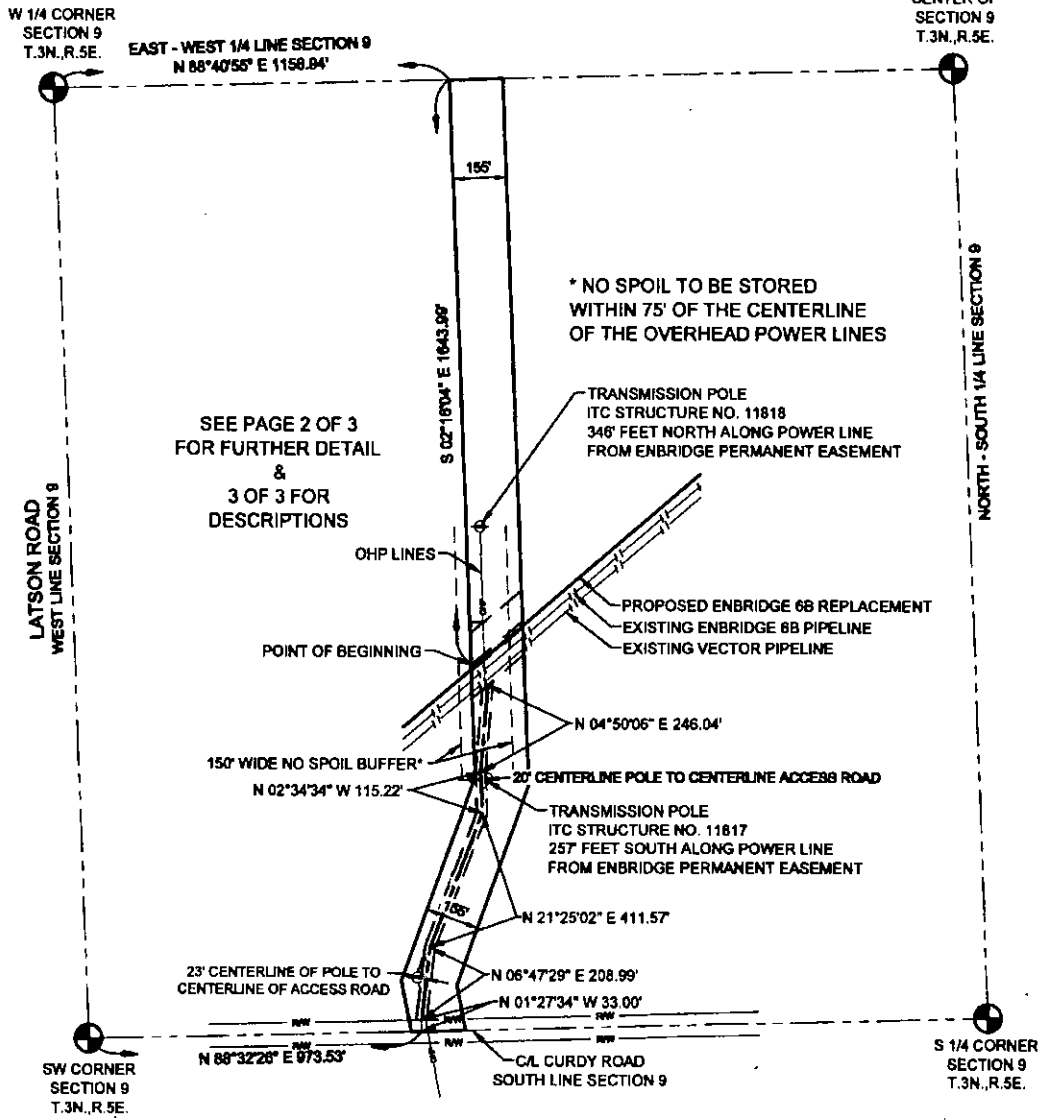 W 1/4 CORNER
SECTION 9
T.3N.,R.5E.
EAST - WEST 1/4 LINE SECTION 9
N 88°40'55" E 1158.84'
CENTER OF
SECTION 9
T.3N.,R.5E.
155'
S 02°16'04" E 1643.99'
* NO SPOIL TO BE STORED
WITHIN 75' OF THE CENTERLINE
OF THE OVERHEAD POWER LINES
TRANSMISSION POLE
ITC STRUCTURE NO. 11818
346' FEET NORTH ALONG POWER LINE
FROM ENBRIDGE PERMANENT EASEMENT
SEE PAGE 2 OF 3
FOR FURTHER DETAIL
&
3 OF 3 FOR
DESCRIPTIONS
LATSON ROAD
WEST LINE SECTION 9
NORTH - SOUTH 1/4 LINE SECTION 9
OHP LINES
OHP
PROPOSED ENBRIDGE 6B REPLACEMENT
EXISTING ENBRIDGE 6B PIPELINE
EXISTING VECTOR PIPELINE
POINT OF BEGINNING
N 04°50'06" E 246.04'
150' WIDE NO SPOIL BUFFER*
20' CENTERLINE POLE TO CENTERLINE ACCESS ROAD
N 02°34'34" W 115.22'
TRANSMISSION POLE
ITC STRUCTURE NO. 11817
257' FEET SOUTH ALONG POWER LINE
FROM ENBRIDGE PERMANENT EASEMENT
155'
N 21°25'02" E 411.57'
23' CENTERLINE OF POLE TO
CENTERLINE OF ACCESS ROAD
N 06°47'29" E 208.99'
N 01°27'34" W 33.00'
R/W R/W R/W
R/W R/W R/W
N 88°32'26" E 973.53'
C/L CURDY ROAD
SOUTH LINE SECTION 9
SW CORNER
SECTION 9
T.3N.,R.5E.
S 1/4 CORNER
SECTION 9
T.3N.,R.5E.